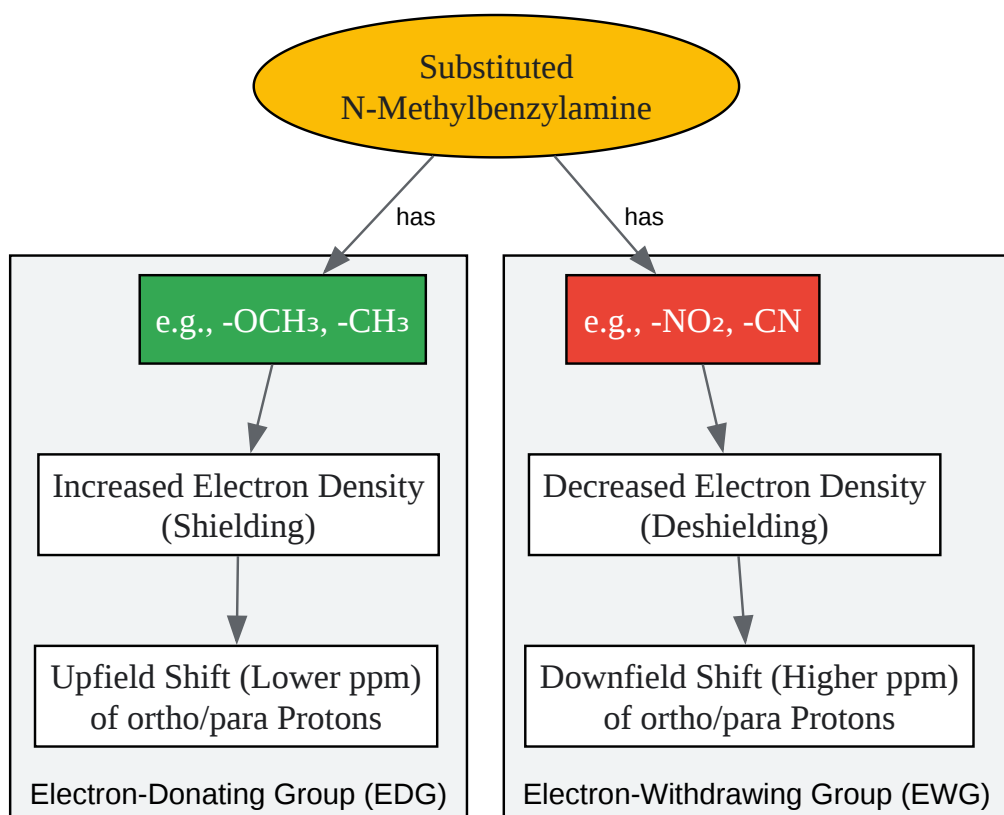 Substituted
N-Methylbenzylamine
has
has
e.g., -OCH₃, -CH₃
e.g., -NO₂, -CN
Increased Electron Density
(Shielding)
Decreased Electron Density
(Deshielding)
Upfield Shift (Lower ppm)
of ortho/para Protons
Downfield Shift (Higher ppm)
of ortho/para Protons
Electron-Donating Group (EDG)
Electron-Withdrawing Group (EWG)